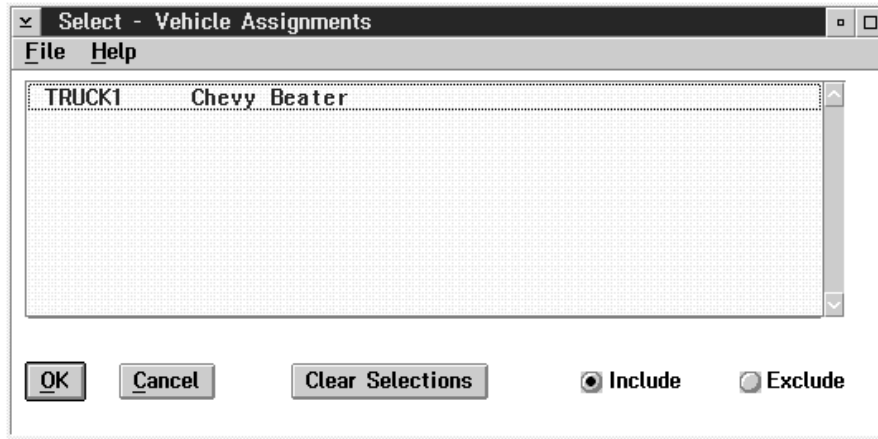 Select - Vehicle Assignments
File Help
TRUCK1 Chevy Beater
OK Cancel Clear Selections Include Exclude